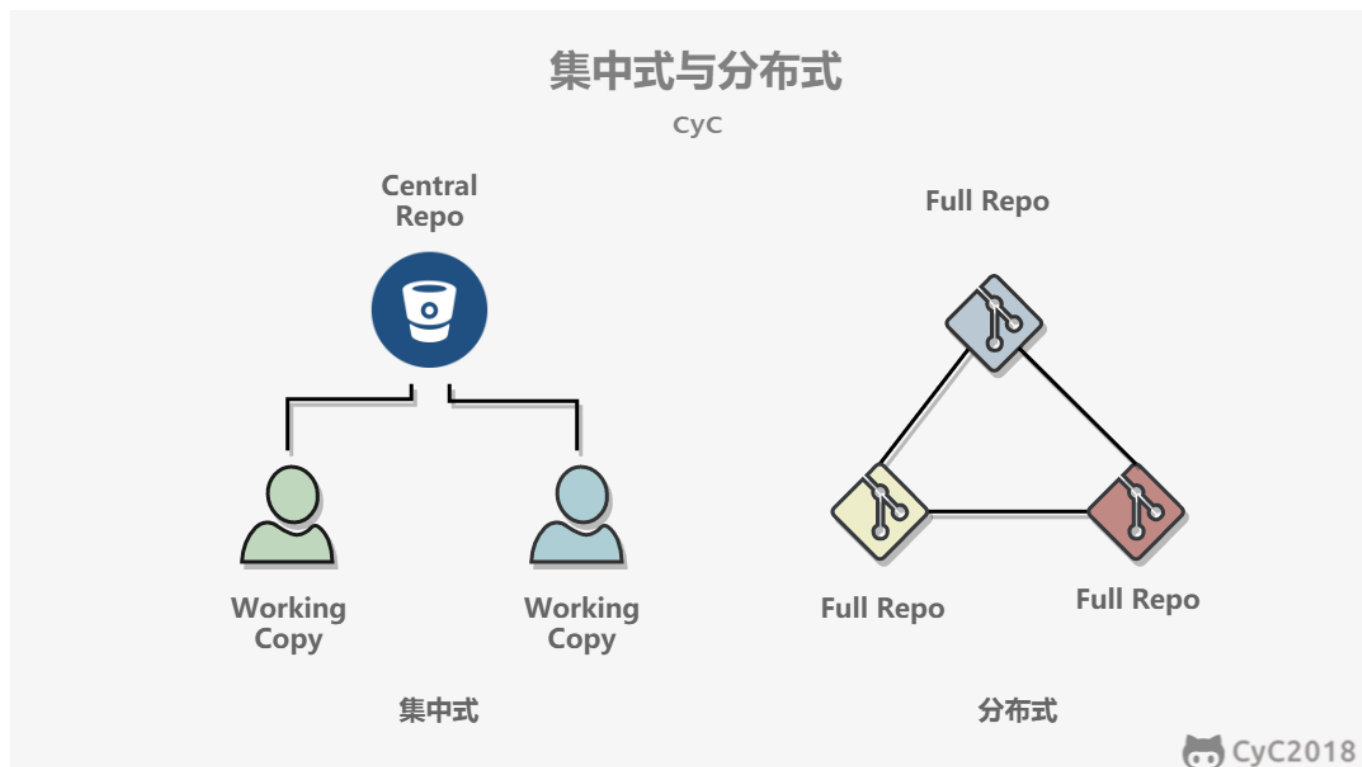 集中式与分布式
CyC
Central
Repo
Working
Copy
Working
Copy
集中式
Full Repo
Full Repo
Full Repo
分布式
CyC2018